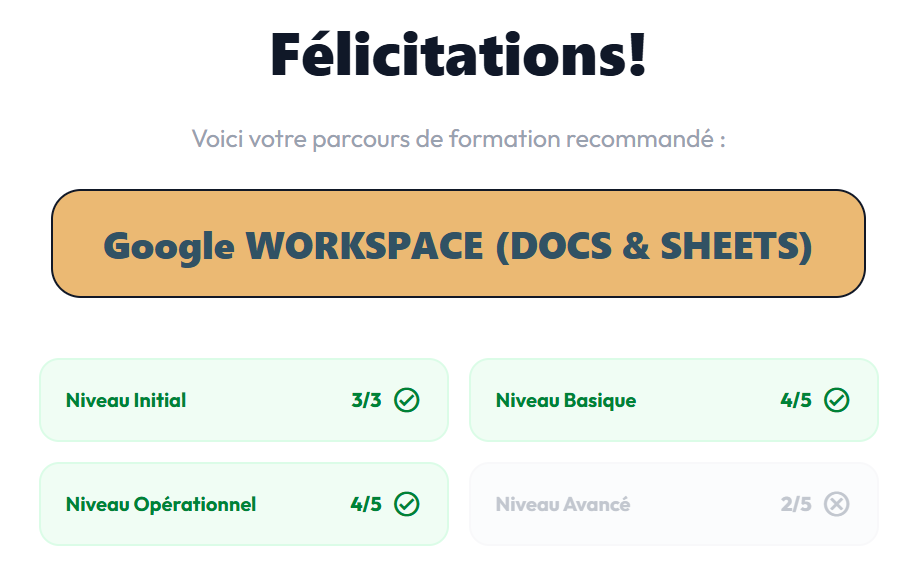 Félicitations!
Voici votre parcours de formation recommandé :
Google WORKSPACE (DOCS & SHEETS)
Niveau Initial 3/3
Niveau Basique 4/5
Niveau Opérationnel 4/5
Niveau Avancé 2/5